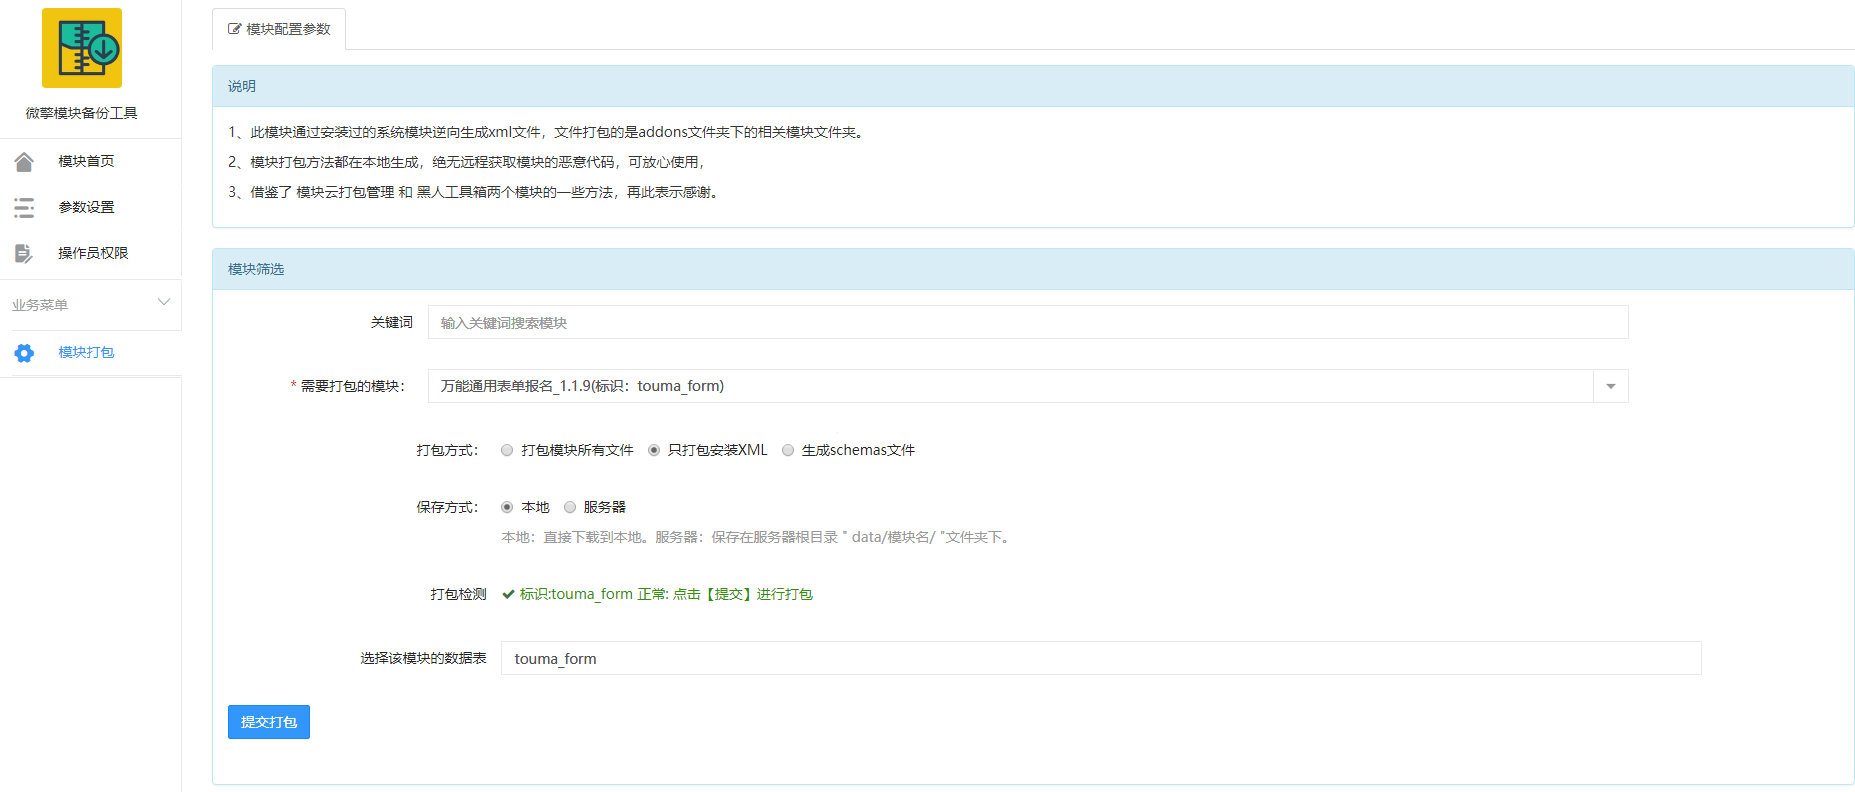 微擎模块备份工具
模块首页
参数设置
操作员权限
业务菜单
模块打包
模块配置参数
说明
1、此模块通过安装过的系统模块逆向生成xml文件，文件打包的是addons文件夹下的相关模块文件夹。
2、模块打包方法都在本地生成，绝无远程获取模块的恶意代码，可放心使用，
3、借鉴了 模块云打包管理 和 黑人工具箱两个模块的一些方法，再此表示感谢。
模块筛选
关键词 输入关键词搜索模块
* 需要打包的模块： 万能通用表单报名_1.1.9(标识：touma_form)
打包方式： 打包模块所有文件 只打包安装XML 生成schemas文件
保存方式： 本地 服务器
本地：直接下载到本地。服务器：保存在服务器根目录 " data/模块名/ "文件夹下。
打包检测 标识:touma_form 正常: 点击【提交】进行打包
选择该模块的数据表 touma_form
提交打包